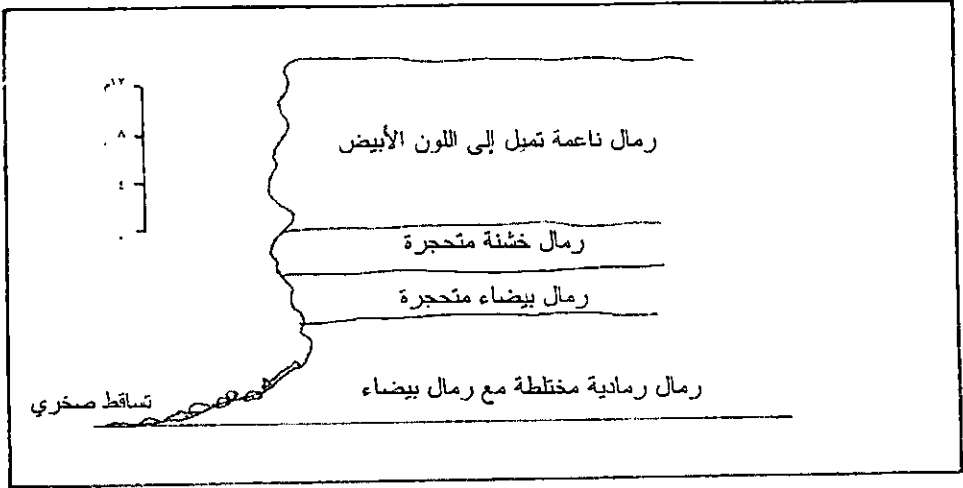 ١٢م
٨
٤
٠
رمال ناعمة تميل إلى اللون الأبيض
رمال خشنة متحجرة
رمال بيضاء متحجرة
رمال رمادية مختلطة مع رمال بيضاء
تساقط صخري